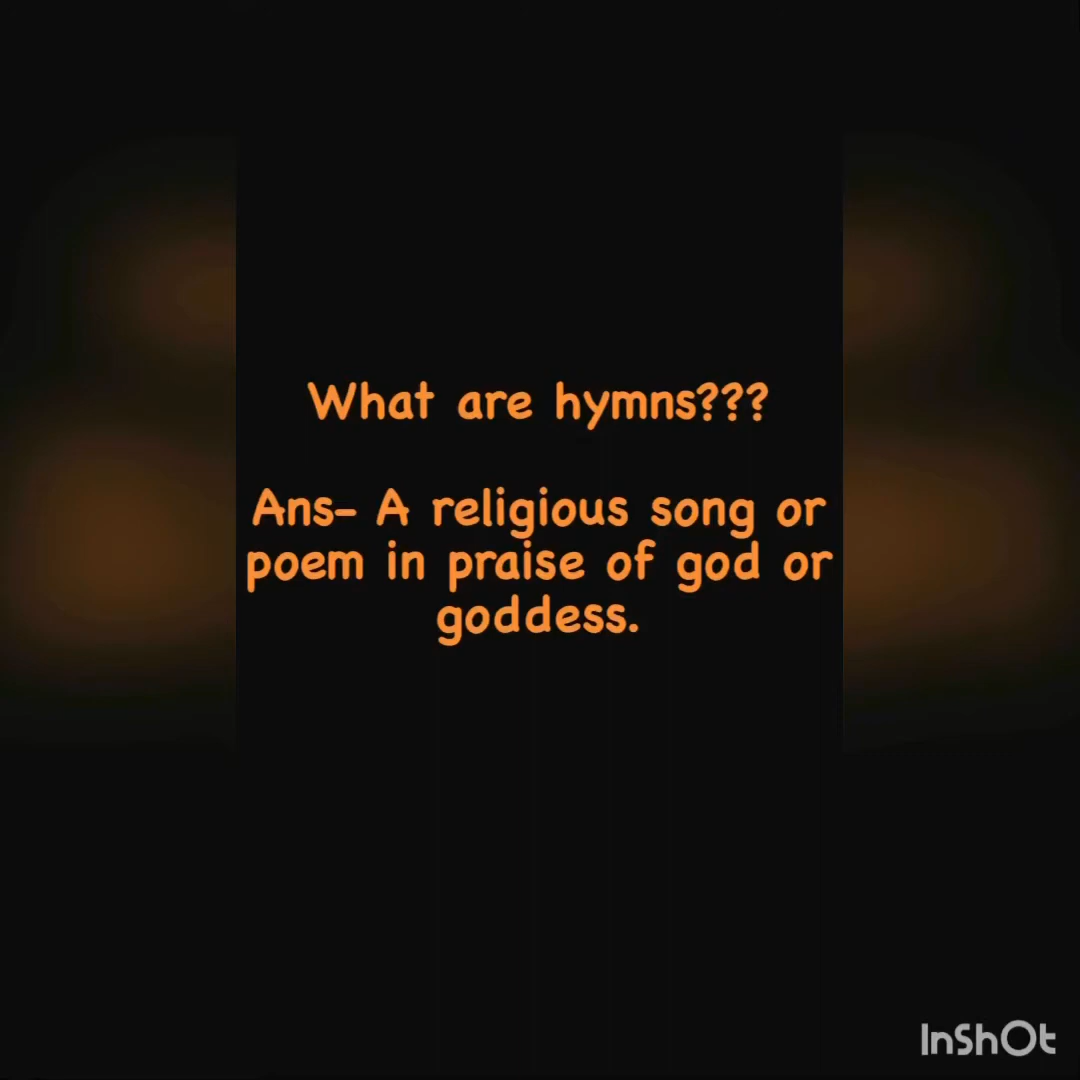 What are hymns???
Ans- A religious song or
poem in praise of god or
goddess.
InShOt